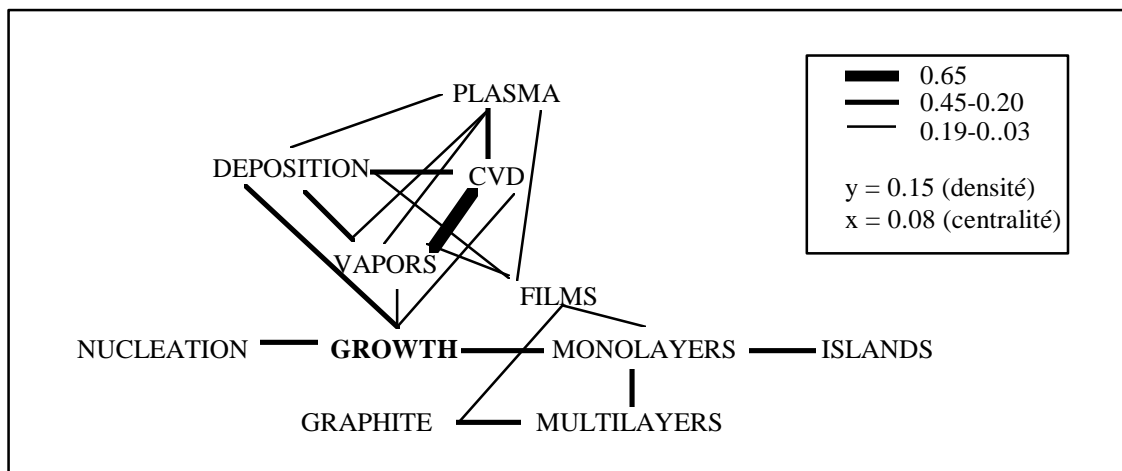 PLASMA
0.65
0.45-0.20
0.19-0..03
DEPOSITION
CVD
y = 0.15 (densité)
x = 0.08 (centralité)
VAPORS
FILMS
NUCLEATION
GROWTH
MONOLAYERS
ISLANDS
GRAPHITE
MULTILAYERS